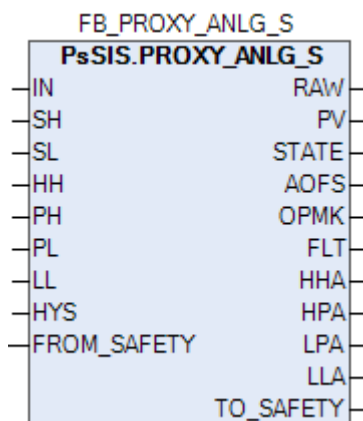 FB_PROXY_ANLG_S
PsSIS.PROXY_ANLG_S
IN RAW
SH PV
SL STATE
HH AOFS
PH OPMK
PL FLT
LL HHA
HYS HPA
FROM_SAFETY LPA
LLA
TO_SAFETY